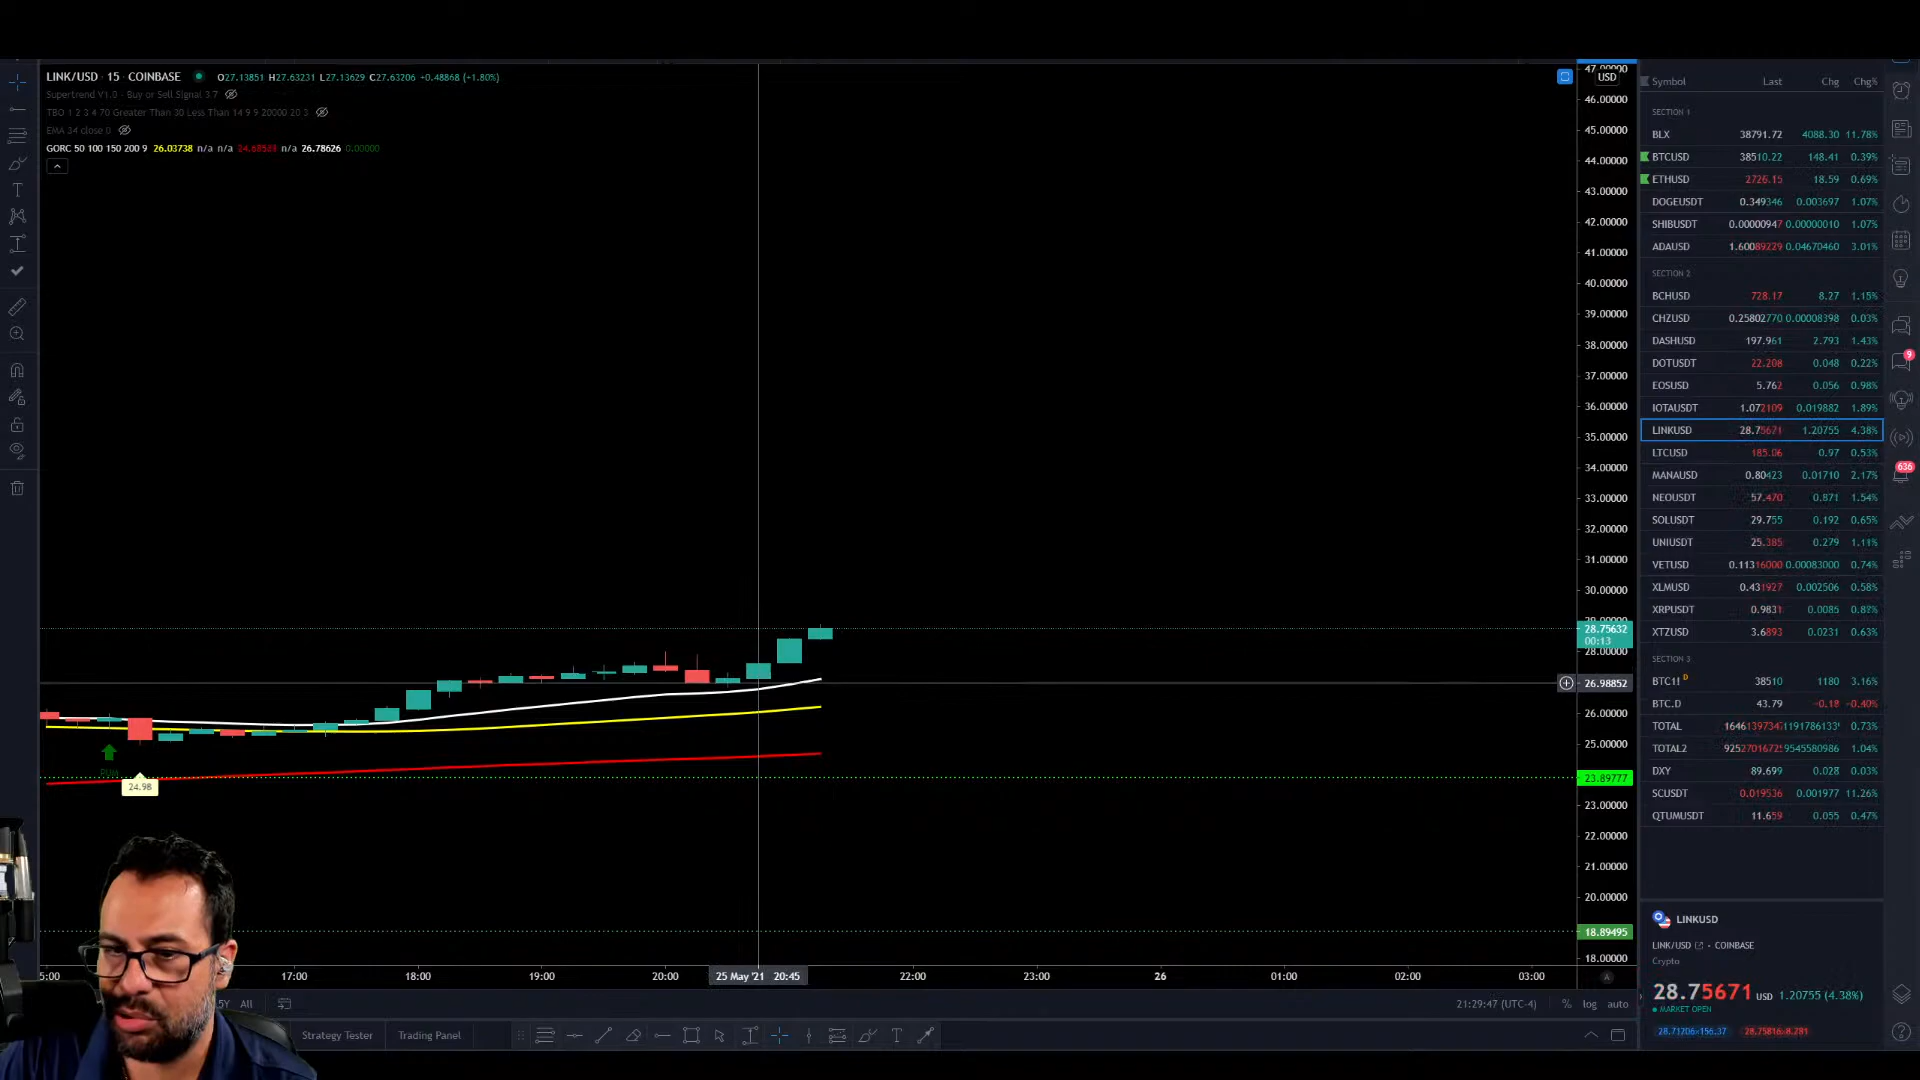 LINK/USD · 15 · COINBASE O27.13851 H27.63231 L27.13629 C27.63206 +0.48868 (+1.80%)
Supertrend V1.0 - Buy or Sell Signal 3 7
TBO 1 2 3 4 70 Greater Than 30 Less Than 14 9 9 20000 20 3
EMA 34 close 0
GORC 50 100 150 200 9 26.03738 n/a n/a 24.68538 n/a 26.78626 0.00000
47.00000
USD
46.00000
45.00000
44.00000
43.00000
42.00000
41.00000
40.00000
39.00000
38.00000
37.00000
36.00000
35.00000
34.00000
33.00000
32.00000
31.00000
30.00000
28.75632
00:13
28.00000
26.98852
26.00000
25.00000
23.89777
23.00000
22.00000
21.00000
20.00000
18.89495
18.00000
24.98
17:00 18:00 19:00 20:00 25 May '21 20:45 22:00 23:00 26 01:00 02:00 03:00
5Y All
21:29:47 (UTC-4) % log auto
Strategy Tester Trading Panel
Symbol Last Chg Chg%
SECTION 1
BLX 38791.72 4088.30 11.78%
BTCUSD 38510.22 148.41 0.39%
ETHUSD 2726.15 18.59 0.69%
DOGEUSDT 0.349346 0.003697 1.07%
SHIBUSDT 0.00000947 0.00000010 1.07%
ADAUSD 1.60089229 0.04670460 3.01%
SECTION 2
BCHUSD 728.17 8.27 1.15%
CHZUSD 0.25802770 0.00008398 0.03%
DASHUSD 197.961 2.793 1.43%
DOTUSDT 22.208 0.048 0.22%
EOSUSD 5.762 0.056 0.98%
IOTAUSDT 1.072109 0.019882 1.89%
LINKUSD 28.75671 1.20755 4.38%
LTCUSD 185.06 0.97 0.53%
MANAUSD 0.80423 0.01710 2.17%
NEOUSDT 57.470 0.871 1.54%
SOLUSDT 29.755 0.192 0.65%
UNIUSDT 25.385 0.279 1.11%
VETUSD 0.11316000 0.00083000 0.74%
XLMUSD 0.431927 0.002506 0.58%
XRPUSDT 0.9831 0.0085 0.87%
XTZUSD 3.6893 0.0231 0.63%
SECTION 3
BTC1! D 38510 1180 3.16%
BTC.D 43.79 -0.18 -0.40%
TOTAL 0.73%
TOTAL2 1.04%
DXY 89.699 0.028 0.03%
SCUSDT 0.019536 0.001977 11.26%
QTUMUSDT 11.659 0.055 0.47%
LINKUSD
LINK/USD · COINBASE
Crypto
28.75671 USD 1.20755 (4.38%)
MARKET OPEN
28.71706×156.37 28.75816×8.781
9
636